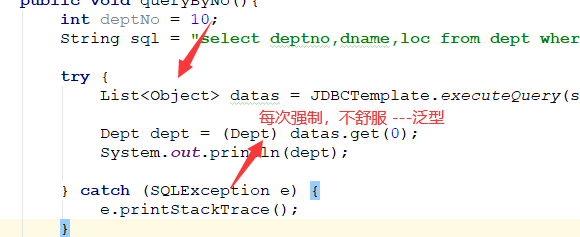 public void queryByNo(){
int deptNo = 10;
String sql = "select deptno,dname,loc from dept wher
try {
List<Object> datas = JDBCTemplate.executeQuery(s
每次强制，不舒服 ---泛型
Dept dept = (Dept) datas.get(0);
System.out.println(dept);
} catch (SQLException e) {
e.printStackTrace();
}